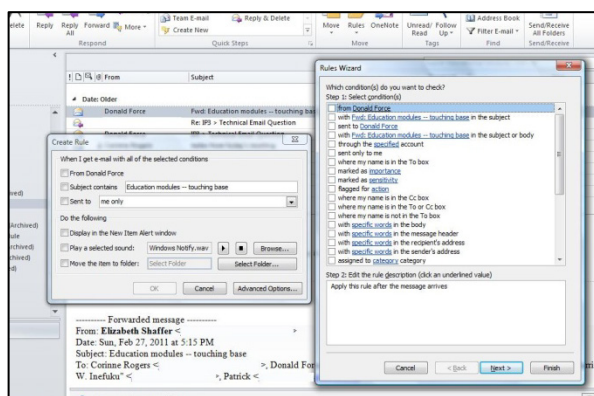 Delete Reply Reply All Forward More
Team E-mail Reply & Delete
Create New
Move Rules OneNote Unread/ Read Follow Up
Address Book
Filter E-mail
Send/Receive All Folders
Respond Quick Steps Move Tags Find Send/Receive
From Subject
Date: Older
Donald Force Fwd: Education modules -- touching base
Re: IP3 > Technical Email Question
Donald Force
Create Rule
When I get e-mail with all of the selected conditions
From Donald Force
Subject contains Education modules -- touching base
Sent to me only
Do the following
Display in the New Item Alert window
Play a selected sound: Windows Notify.wav Browse...
Move the item to folder: Select Folder Select Folder...
OK Cancel Advanced Options...
Rules Wizard
Which condition(s) do you want to check?
Step 1: Select condition(s)
from Donald Force
with Fwd: Education modules -- touching base in the subject
sent to Donald Force
with Fwd: Education modules -- touching base in the subject or body
through the specified account
sent only to me
where my name is in the To box
marked as importance
marked as sensitivity
flagged for action
where my name is in the Cc box
where my name is in the To or Cc box
where my name is not in the To box
with specific words in the body
with specific words in the message header
with specific words in the recipient's address
with specific words in the sender's address
assigned to category category
Step 2: Edit the rule description (click an underlined value)
Apply this rule after the message arrives
Cancel < Back Next > Finish
---------- Forwarded message ----------
From: Elizabeth Shaffer <
Date: Sun, Feb 27, 2011 at 5:15 PM
Subject: Education modules -- touching base
To: Corinne Rogers < >, Donald For
W. Inefuku" < >, Patrick <